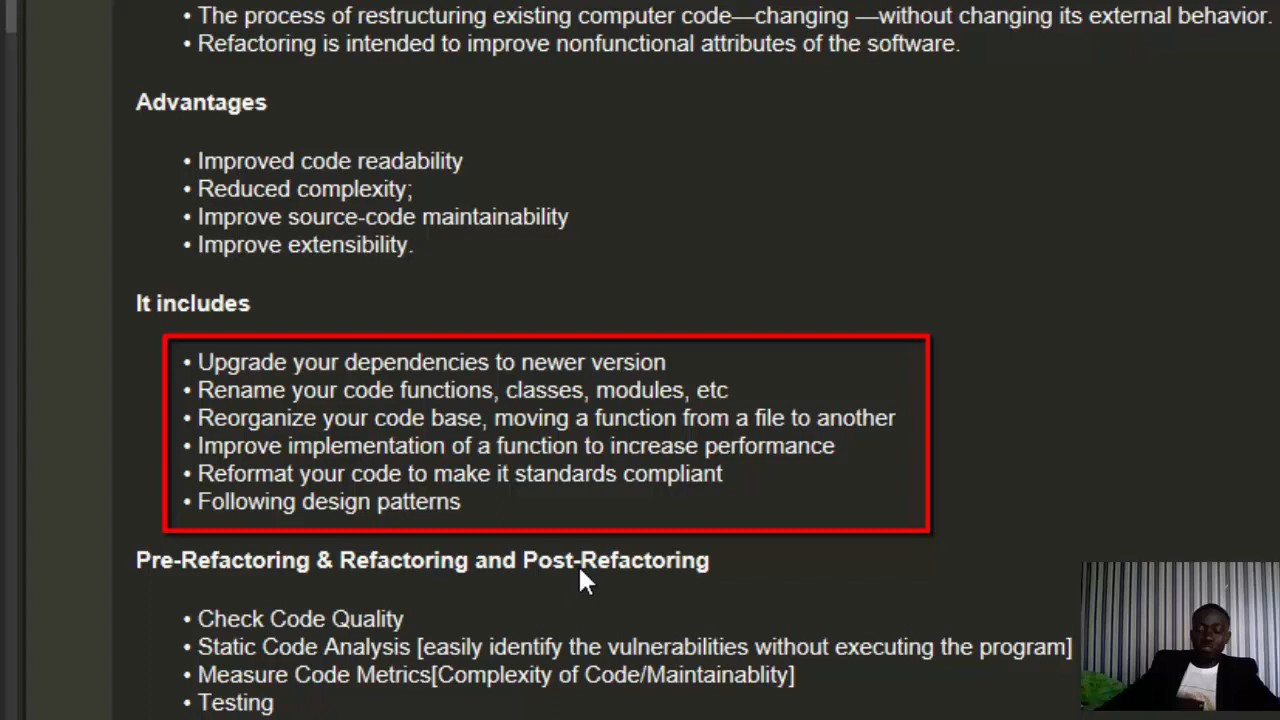 • The process of restructuring existing computer code—changing —without changing its external behavior.
• Refactoring is intended to improve nonfunctional attributes of the software.
Advantages
• Improved code readability
• Reduced complexity;
• Improve source-code maintainability
• Improve extensibility.
It includes
• Upgrade your dependencies to newer version
• Rename your code functions, classes, modules, etc
• Reorganize your code base, moving a function from a file to another
• Improve implementation of a function to increase performance
• Reformat your code to make it standards compliant
• Following design patterns
Pre-Refactoring & Refactoring and Post-Refactoring
• Check Code Quality
• Static Code Analysis [easily identify the vulnerabilities without executing the program]
• Measure Code Metrics[Complexity of Code/Maintainablity]
• Testing